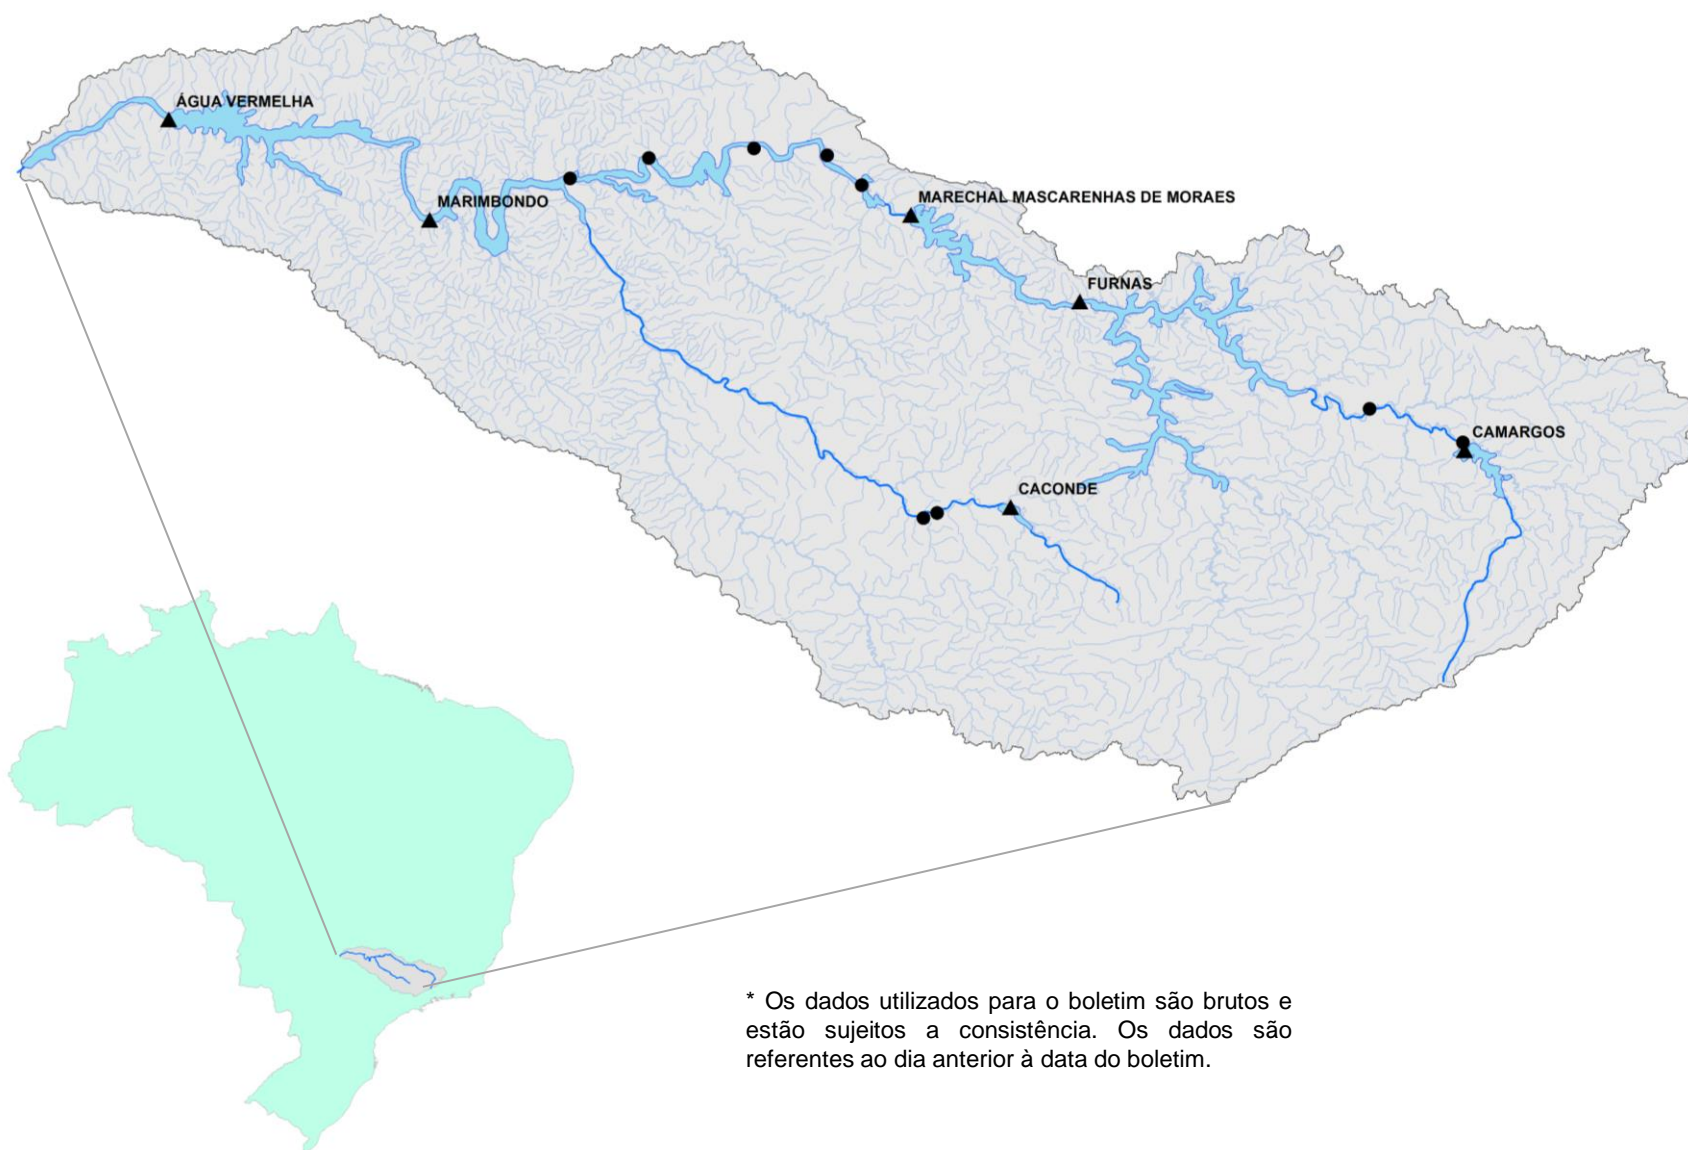 ÁGUA VERMELHA
MARIMBONDO
MARECHAL MASCARENHAS DE MORAES
FURNAS
CAMARGOS
CACONDE
* Os dados utilizados para o boletim são brutos e
estão sujeitos a consistência. Os dados são
referentes ao dia anterior à data do boletim.